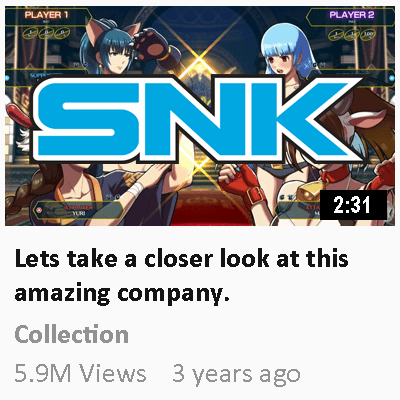 PLAYER 1
PLAYER 2
SNK
YURI
2:31
Lets take a closer look at this
amazing company.
Collection
5.9M Views 3 years ago